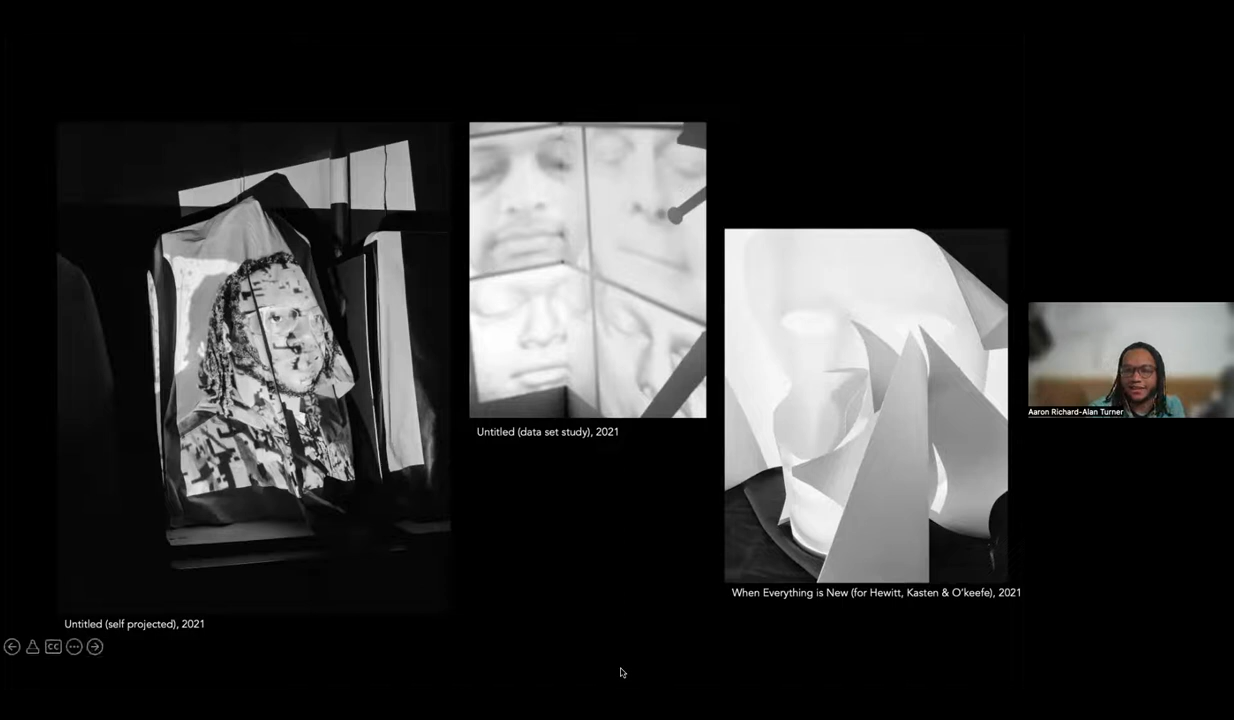 Untitled (data set study), 2021
Aaron Richard-Alan Turner
When Everything is New (for Hewitt, Kasten & O'keefe), 2021
Untitled (self projected), 2021
CC